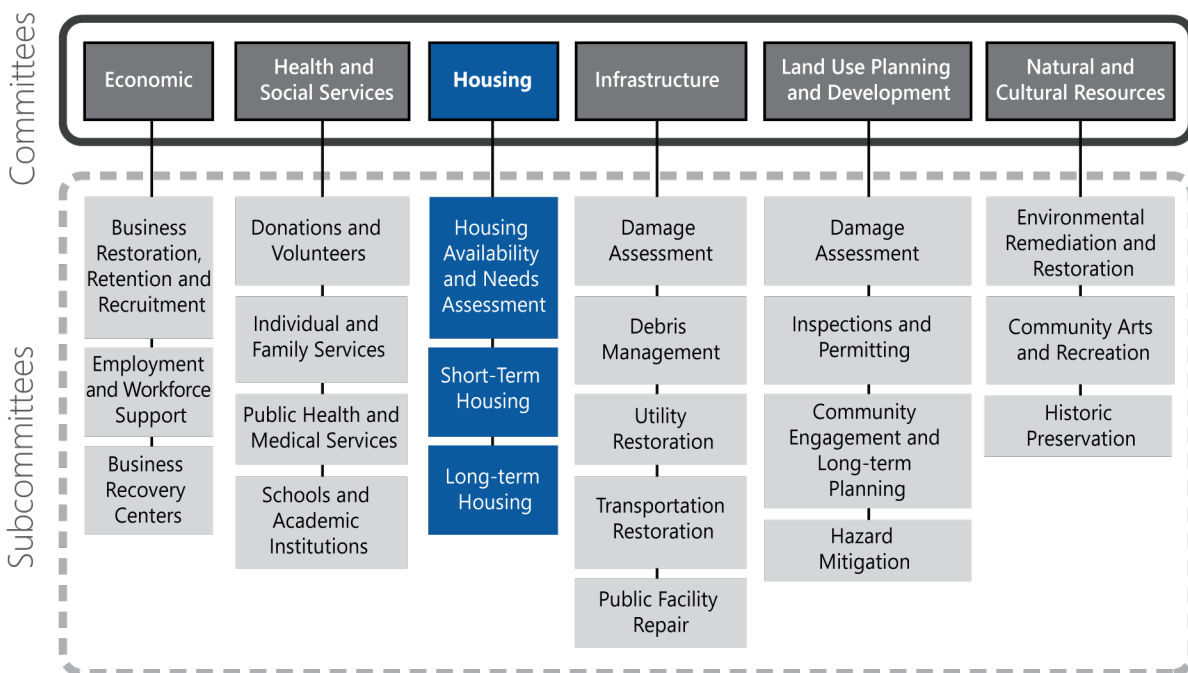 Committees
Economic
Health and
Social Services
Housing
Infrastructure
Land Use Planning
and Development
Natural and
Cultural Resources
Subcommittees
Business
Restoration,
Retention and
Recruitment
Employment
and Workforce
Support
Business
Recovery
Centers
Donations and
Volunteers
Individual and
Family Services
Public Health and
Medical Services
Schools and
Academic
Institutions
Housing
Availability
and Needs
Assessment
Short-Term
Housing
Long-term
Housing
Damage
Assessment
Debris
Management
Utility
Restoration
Transportation
Restoration
Public Facility
Repair
Damage
Assessment
Inspections and
Permitting
Community
Engagement and
Long-term
Planning
Hazard
Mitigation
Environmental
Remediation and
Restoration
Community Arts
and Recreation
Historic
Preservation